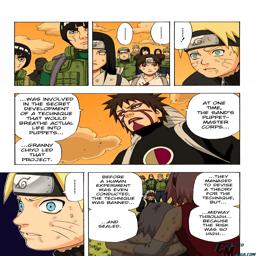 AT ONE
TIME,
THE SAND'S
PUPPET-
MASTER
CORPS...
...WAS INVOLVED
IN THE SECRET
DEVELOPMENT
OF A TECHNIQUE
THAT WOULD
BREATHE ACTUAL
LIFE INTO
PUPPETS...
...GRANNY
CHIYO LED
THAT
PROJECT.
...THEY
MANAGED
TO DEVISE
A THEORY
FOR THE
TECHNIQUE,
BUT...
...MIDWAY
THROUGH,
BECAUSE
THE RISK
WAS SO
HIGH...
BEFORE
A HUMAN
EXPERIMENT
WAS EVEN
CONDUCTED,
THE TECHNIQUE
WAS BANNED...
...AND
SEALED.